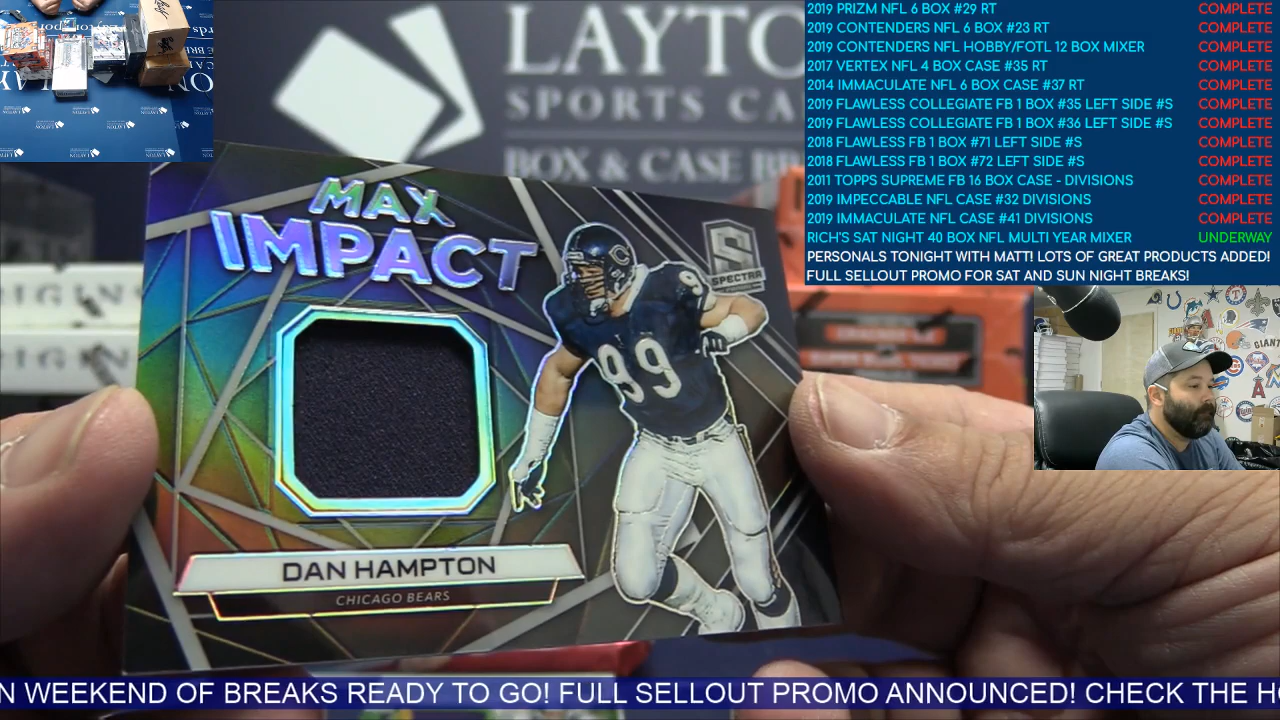 2019 PRIZM NFL 6 BOX #29 RT COMPLETE
2019 CONTENDERS NFL 6 BOX #23 RT COMPLETE
2019 CONTENDERS NFL HOBBY/FOTL 12 BOX MIXER COMPLETE
2017 VERTEX NFL 4 BOX CASE #35 RT COMPLETE
2014 IMMACULATE NFL 6 BOX CASE #37 RT COMPLETE
2019 FLAWLESS COLLEGIATE FB 1 BOX #35 LEFT SIDE #S COMPLETE
2019 FLAWLESS COLLEGIATE FB 1 BOX #36 LEFT SIDE #S COMPLETE
2018 FLAWLESS FB 1 BOX #71 LEFT SIDE #S COMPLETE
2018 FLAWLESS FB 1 BOX #72 LEFT SIDE #S COMPLETE
2011 TOPPS SUPREME FB 16 BOX CASE - DIVISIONS COMPLETE
2019 IMPECCABLE NFL CASE #32 DIVISIONS COMPLETE
2019 IMMACULATE NFL CASE #41 DIVISIONS COMPLETE
RICH'S SAT NIGHT 40 BOX NFL MULTI YEAR MIXER UNDERWAY
PERSONALS TONIGHT WITH MATT! LOTS OF GREAT PRODUCTS ADDED!
FULL SELLOUT PROMO FOR SAT AND SUN NIGHT BREAKS!
LAYTO
SPORTS CA
BOX & CASE BR
MAX
IMPACT
S
SPECTRA
C
99
99
DAN HAMPTON
CHICAGO BEARS
ORIGINS
ORIGINS
N WEEKEND OF BREAKS READY TO GO! FULL SELLOUT PROMO ANNOUNCED! CHECK THE HO